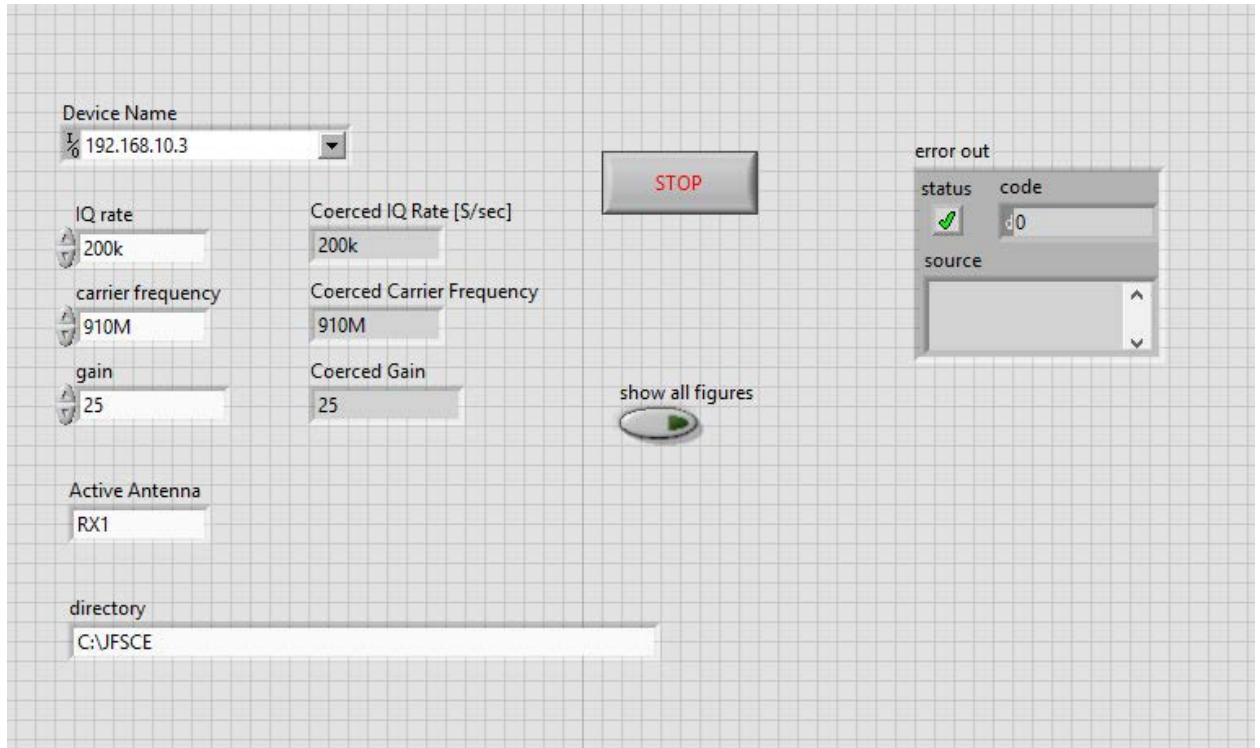 Device Name
I/O 192.168.10.3
STOP
error out
status code
d 0
source
IQ rate
200k
Coerced IQ Rate [S/sec]
200k
carrier frequency
910M
Coerced Carrier Frequency
910M
gain
25
Coerced Gain
25
show all figures
Active Antenna
RX1
directory
C:\JFSCE